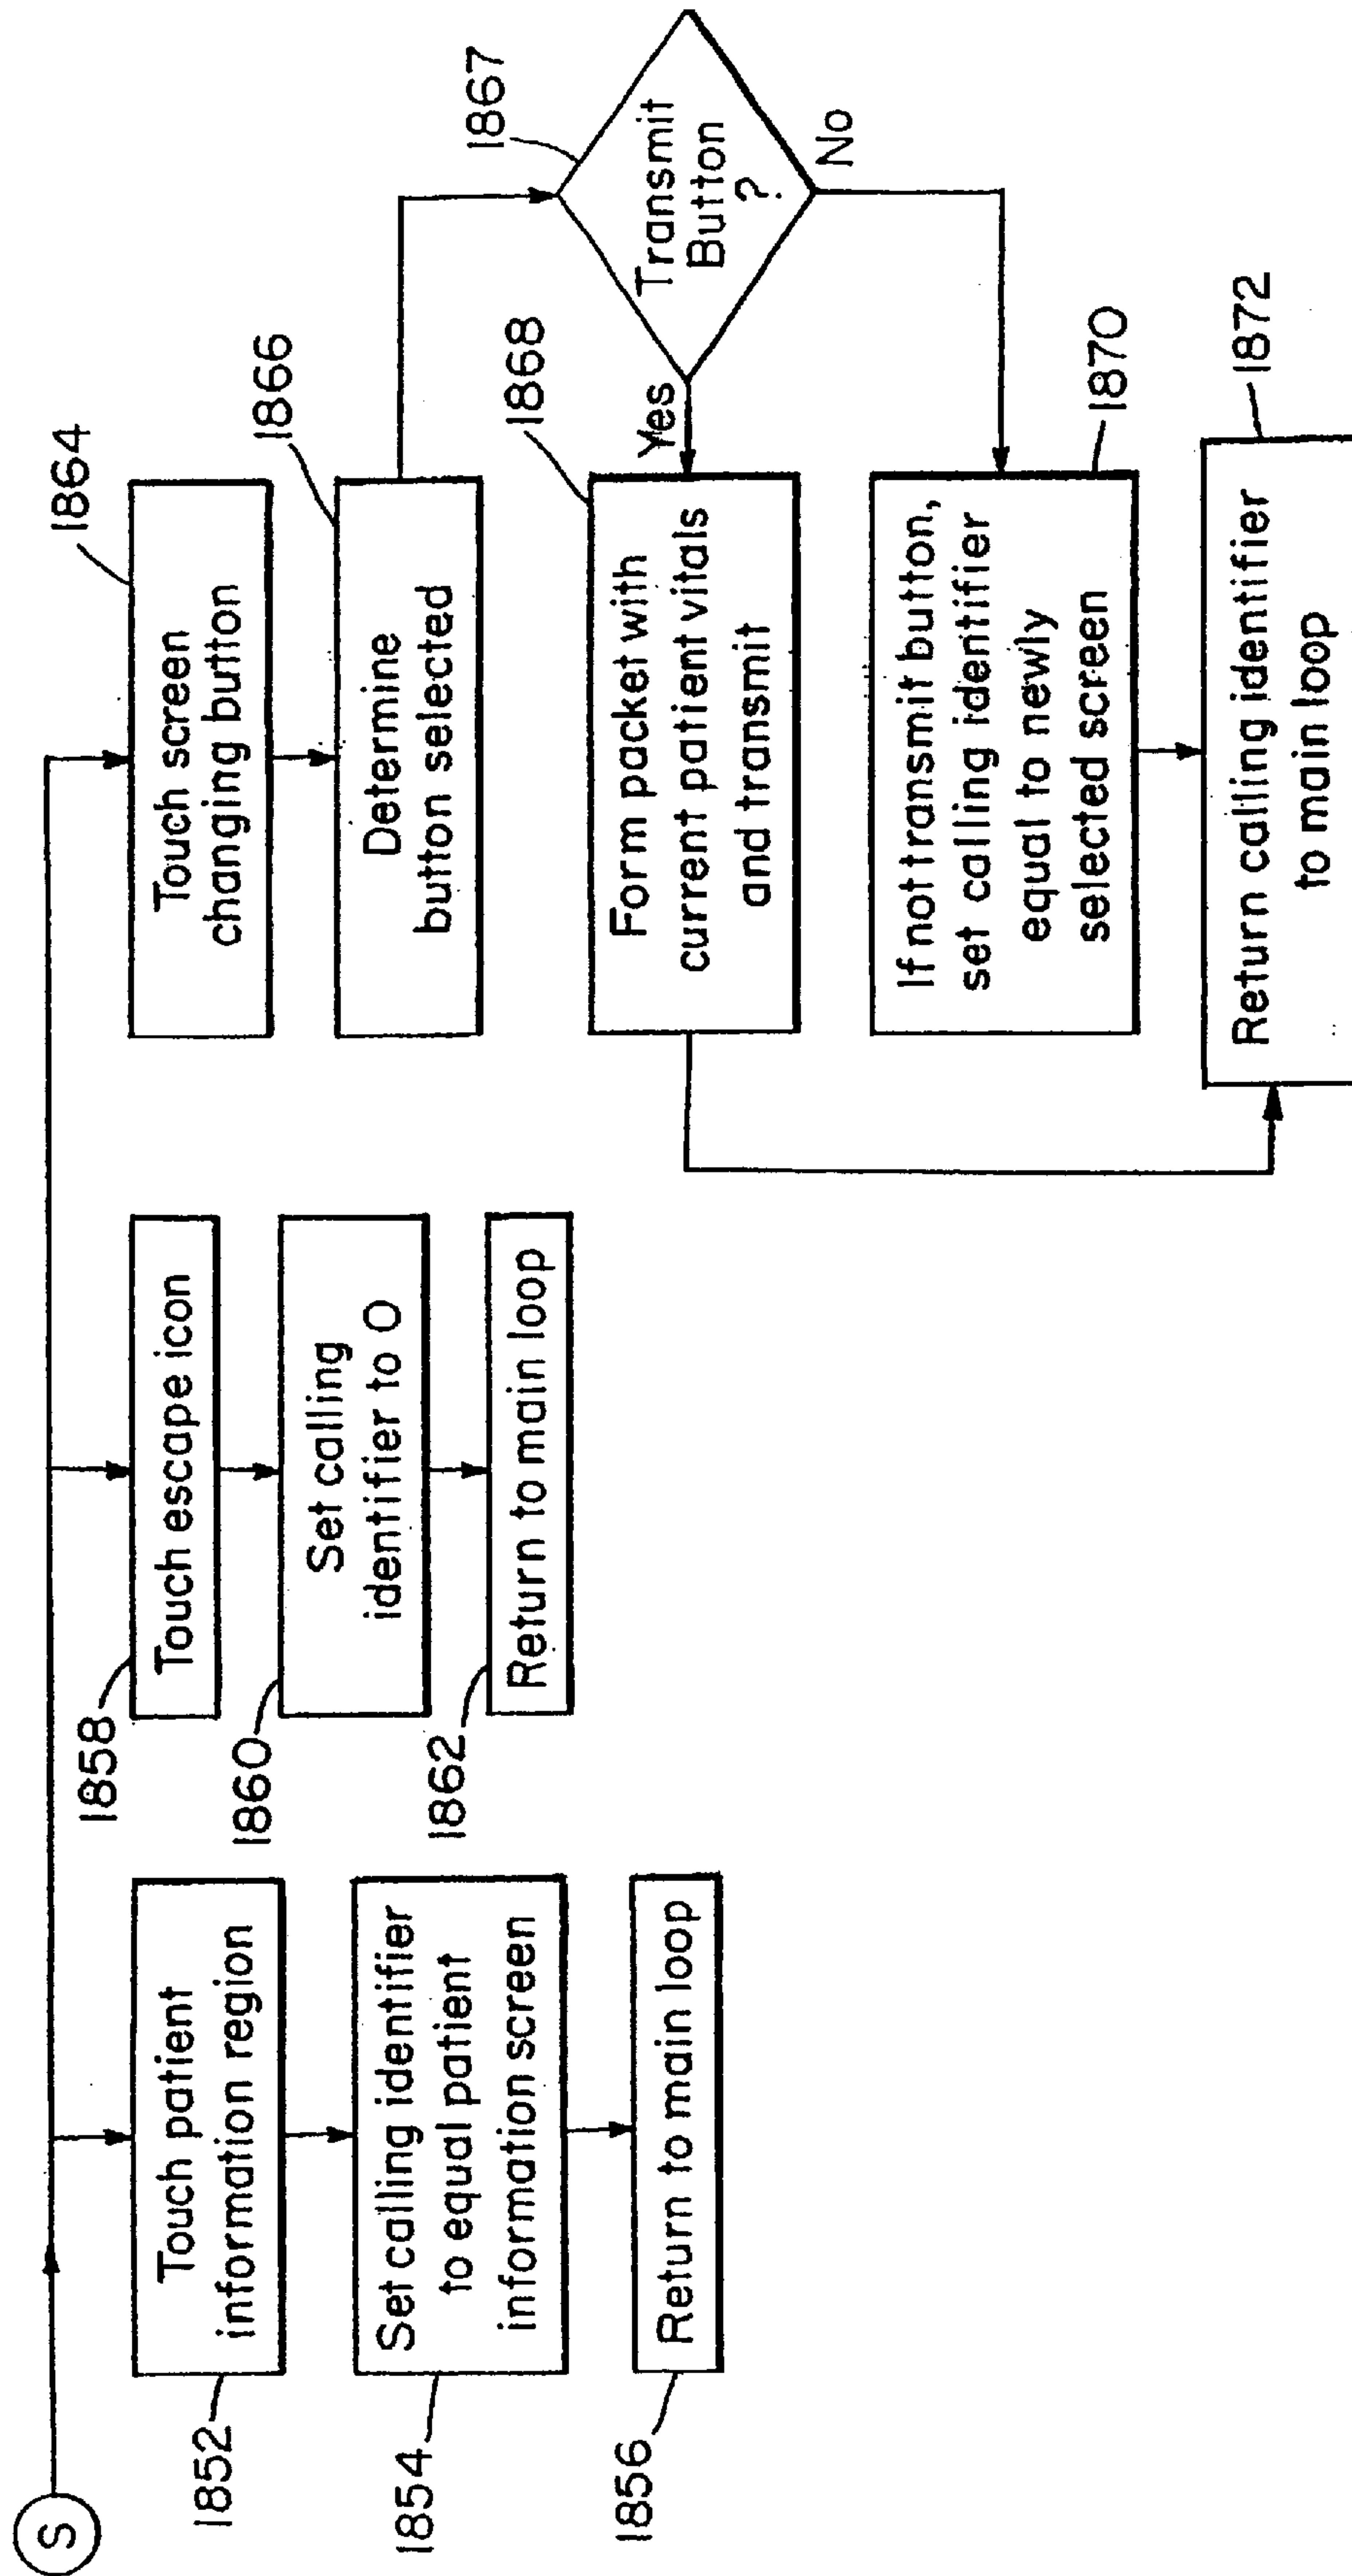 S
1852
Touch patient
information region
1854
Set calling identifier
to equal patient
information screen
1856
Return to main loop
1858
Touch escape icon
1860
Set calling
identifier to O
1862
Return to main loop
1864
Touch screen
changing button
1866
Determine
button selected
1867
Transmit
Button
?
Yes
No
1868
Form packet with
current patient vitals
and transmit
1870
If not transmit button,
set calling identifier
equal to newly
selected screen
1872
Return calling identifier
to main loop